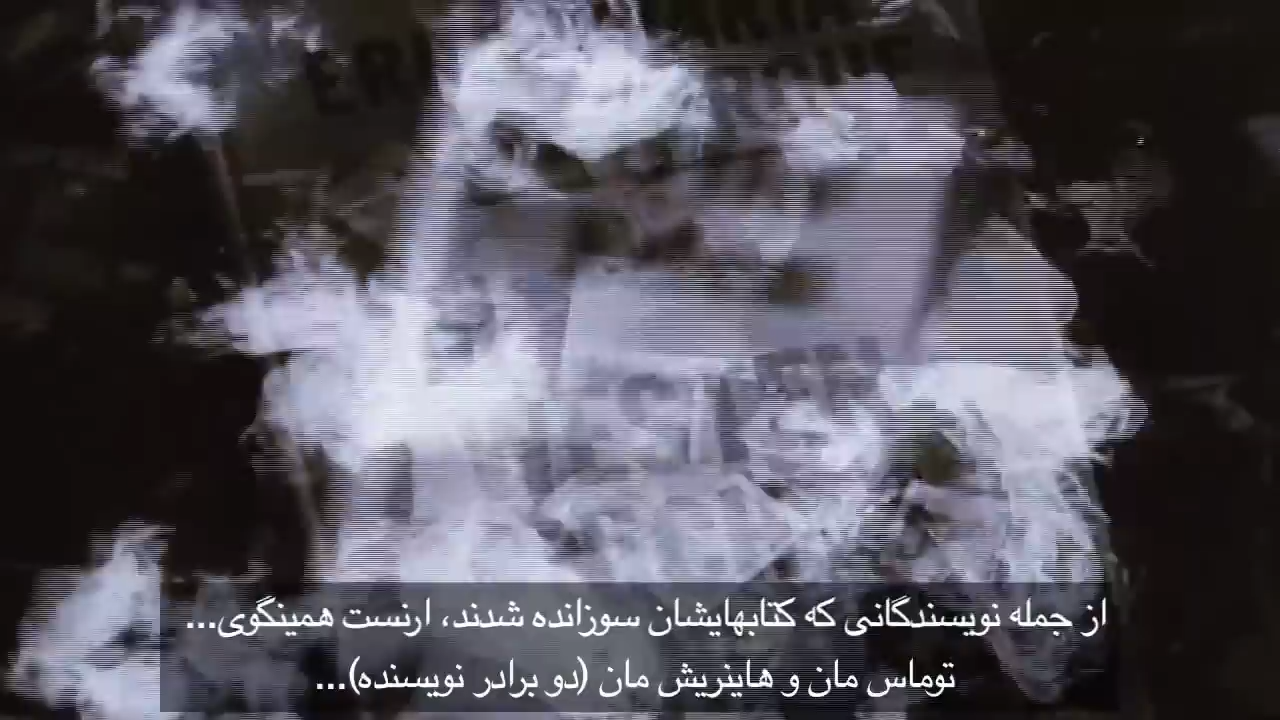 از جمله نویسندگانی که کتابهایشان سوزانده شدند، ارنست همینگوی...
توماس مان و هاینریش مان (دو برادر نویسنده)...